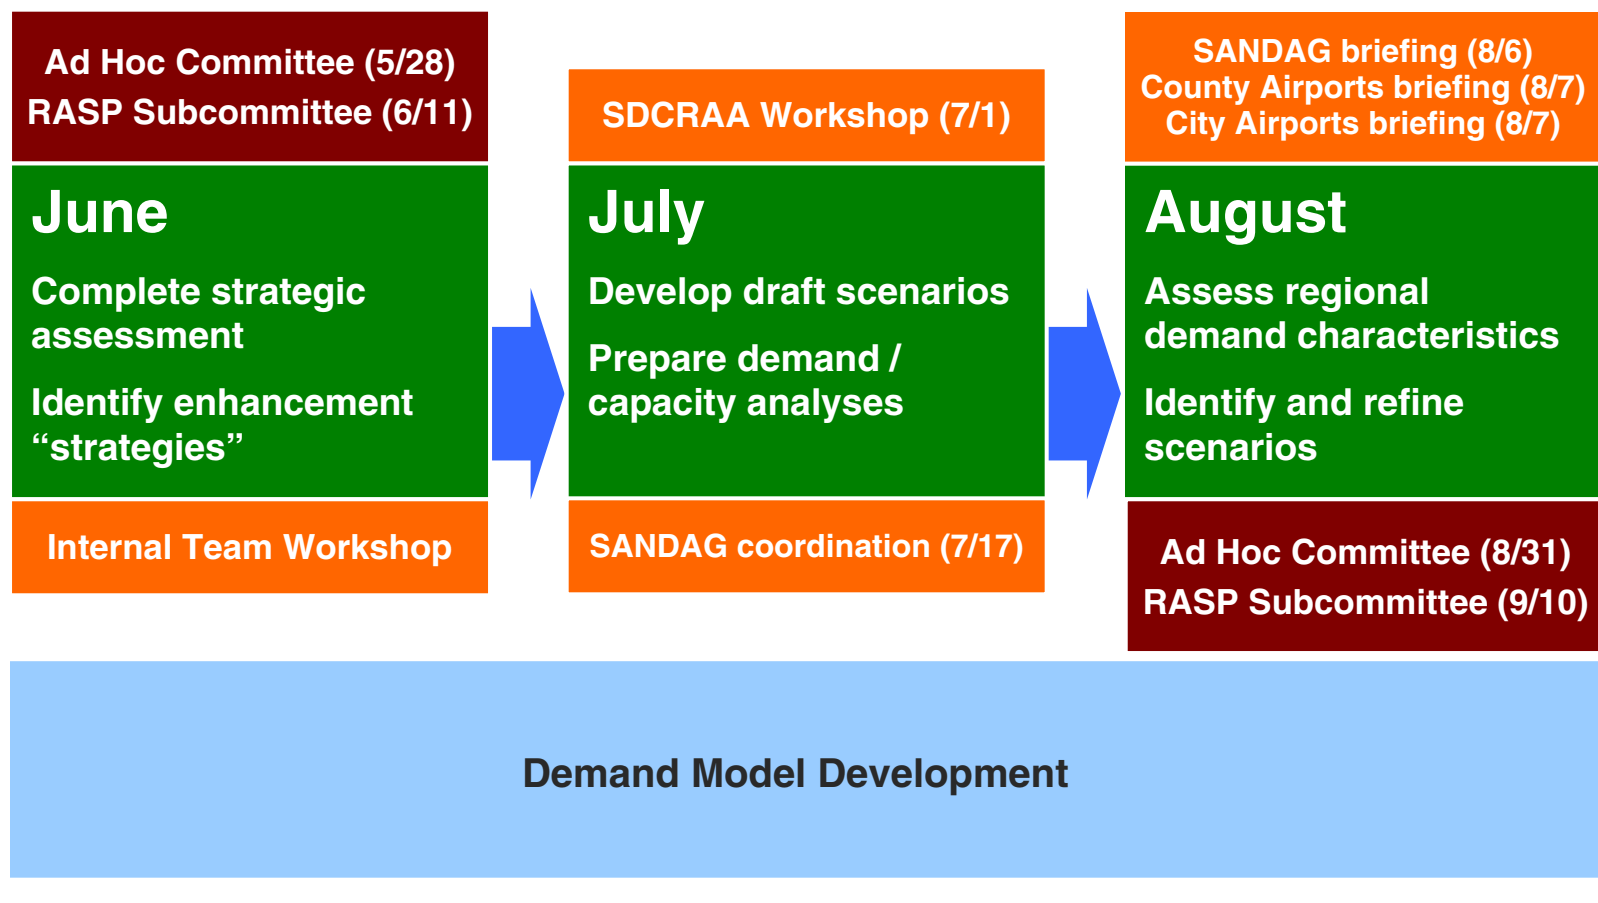 Ad Hoc Committee (5/28)
RASP Subcommittee (6/11)
June
Complete strategic
assessment
Identify enhancement
“strategies”
Internal Team Workshop
SDCRAA Workshop (7/1)
July
Develop draft scenarios
Prepare demand /
capacity analyses
SANDAG coordination (7/17)
SANDAG briefing (8/6)
County Airports briefing (8/7)
City Airports briefing (8/7)
August
Assess regional
demand characteristics
Identify and refine
scenarios
Ad Hoc Committee (8/31)
RASP Subcommittee (9/10)
Demand Model Development